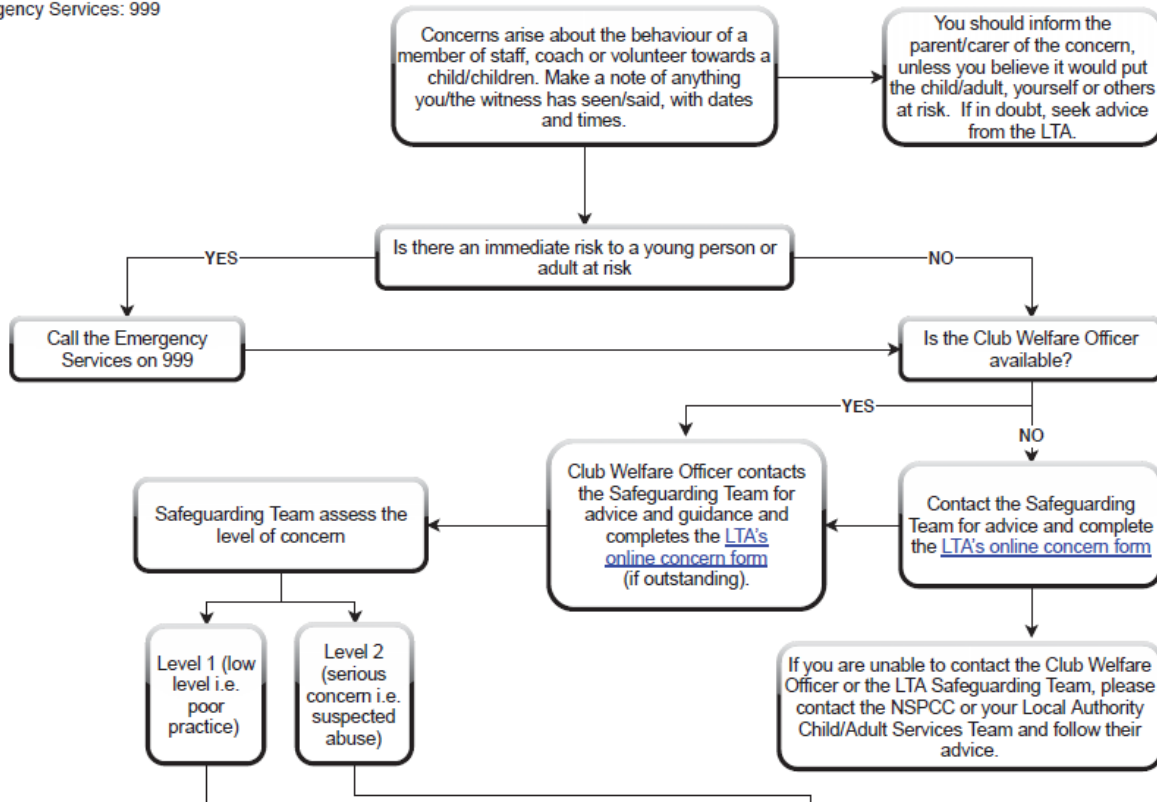 gency Services: 999
Concerns arise about the behaviour of a
member of staff, coach or volunteer towards a
child/children. Make a note of anything
you/the witness has seen/said, with dates
and times.
You should inform the
parent/carer of the concern,
unless you believe it would put
the child/adult, yourself or others
at risk.  If in doubt, seek advice
from the LTA.
Is there an immediate risk to a young person or
adult at risk
YES
NO
Call the Emergency
Services on 999
Is the Club Welfare Officer
available?
YES
NO
Club Welfare Officer contacts
the Safeguarding Team for
advice and guidance and
completes the LTA's
online concern form
(if outstanding).
Contact the Safeguarding
Team for advice and complete
the LTA's online concern form
Safeguarding Team assess the
level of concern
Level 1 (low
level i.e.
poor
practice)
Level 2
(serious
concern i.e.
suspected
abuse)
If you are unable to contact the Club Welfare
Officer or the LTA Safeguarding Team, please
contact the NSPCC or your Local Authority
Child/Adult Services Team and follow their
advice.